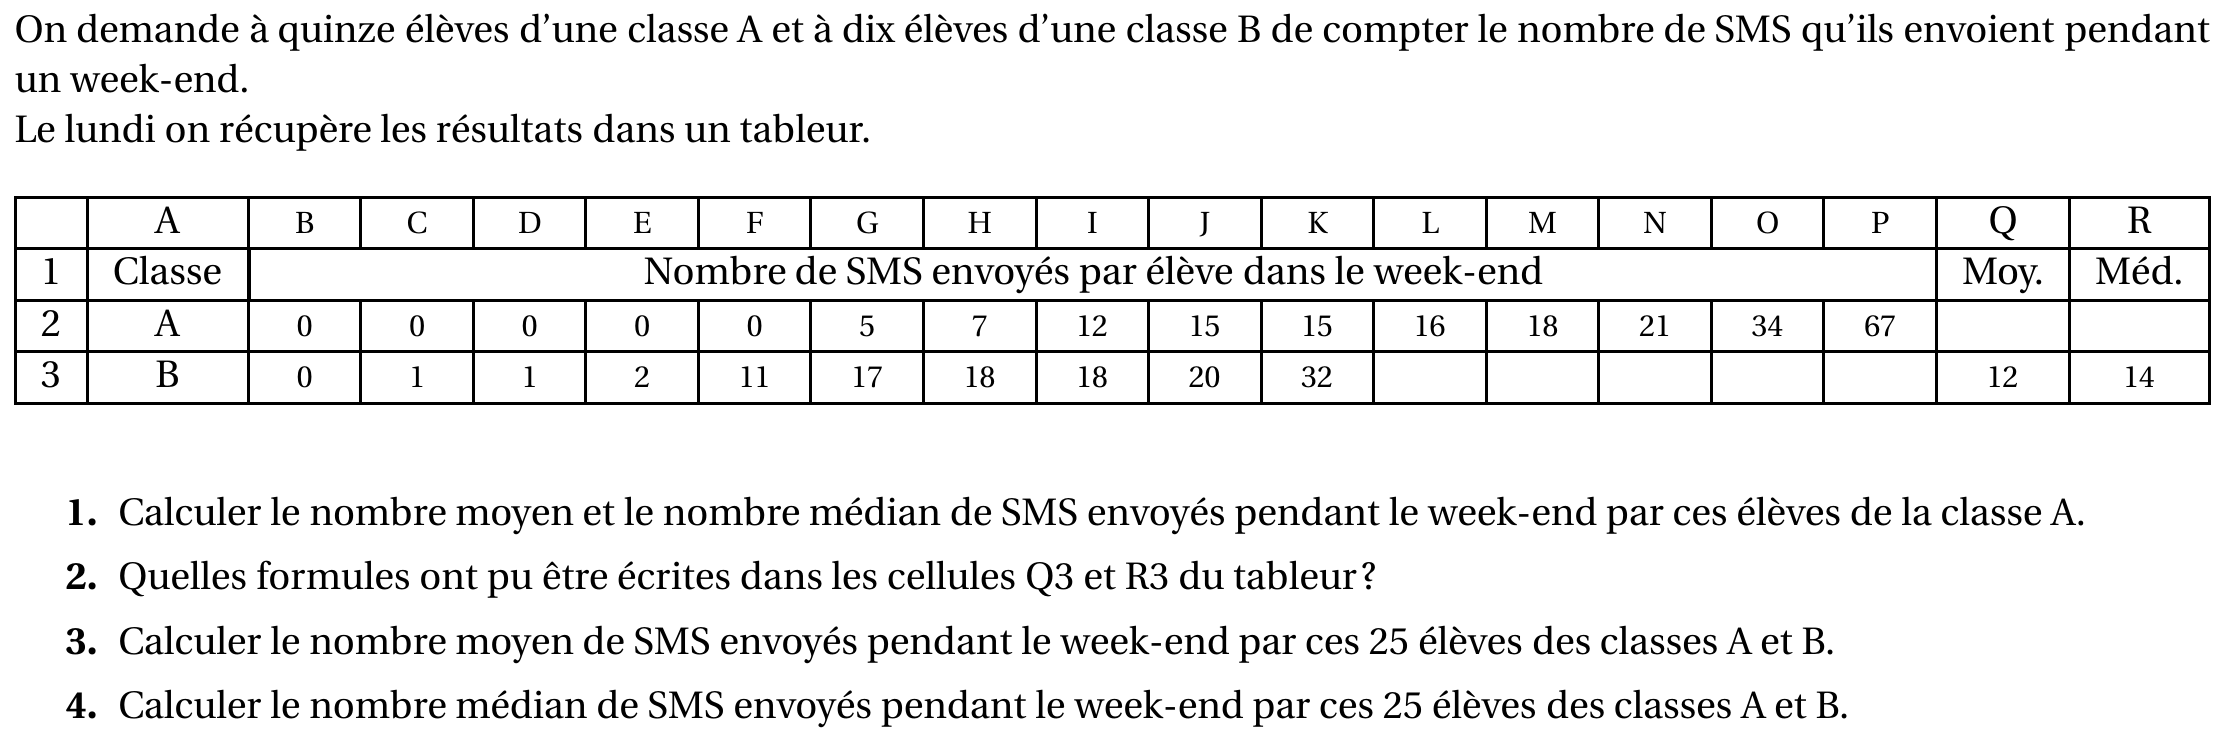 On demande à quinze élèves d’une classe A et à dix élèves d’une classe B de compter le nombre de SMS qu’ils envoient pendant
un week-end.
Le lundi on récupère les résultats dans un tableur.
A B C D E F G H I J K L M N O P Q R
1 Classe Nombre de SMS envoyés par élève dans le week-end Moy. Méd.
2 A 0 0 0 0 0 5 7 12 15 15 16 18 21 34 67
3 B 0 1 1 2 11 17 18 18 20 32 12 14
1. Calculer le nombre moyen et le nombre médian de SMS envoyés pendant le week-end par ces élèves de la classe A.
2. Quelles formules ont pu être écrites dans les cellules Q3 et R3 du tableur ?
3. Calculer le nombre moyen de SMS envoyés pendant le week-end par ces 25 élèves des classes A et B.
4. Calculer le nombre médian de SMS envoyés pendant le week-end par ces 25 élèves des classes A et B.